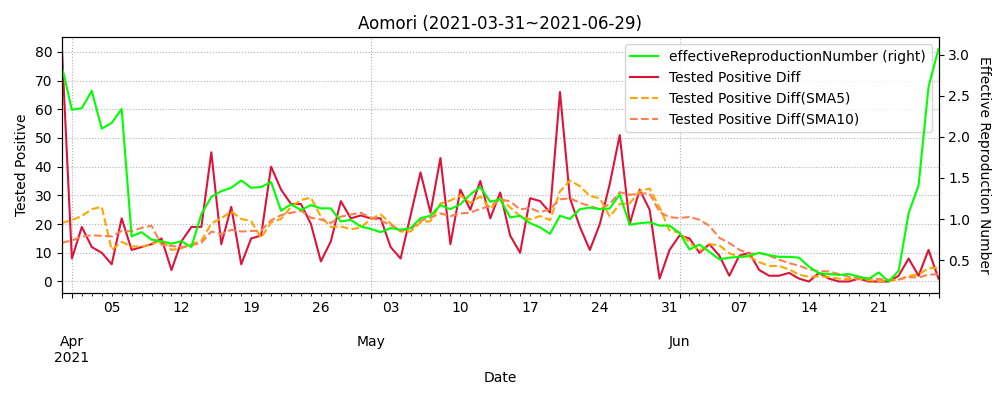 Aomori (2021-03-31~2021-06-29)
effectiveReproductionNumber (right)
Tested Positive Diff
Tested Positive Diff(SMA5)
Tested Positive Diff(SMA10)
Tested Positive
80
70
60
50
40
30
20
10
0
Effective Reproduction Number
3.0
2.5
2.0
1.5
1.0
0.5
05 12 19 26 03 10 17 24 31 07 14 21
Apr May Jun
2021
Date